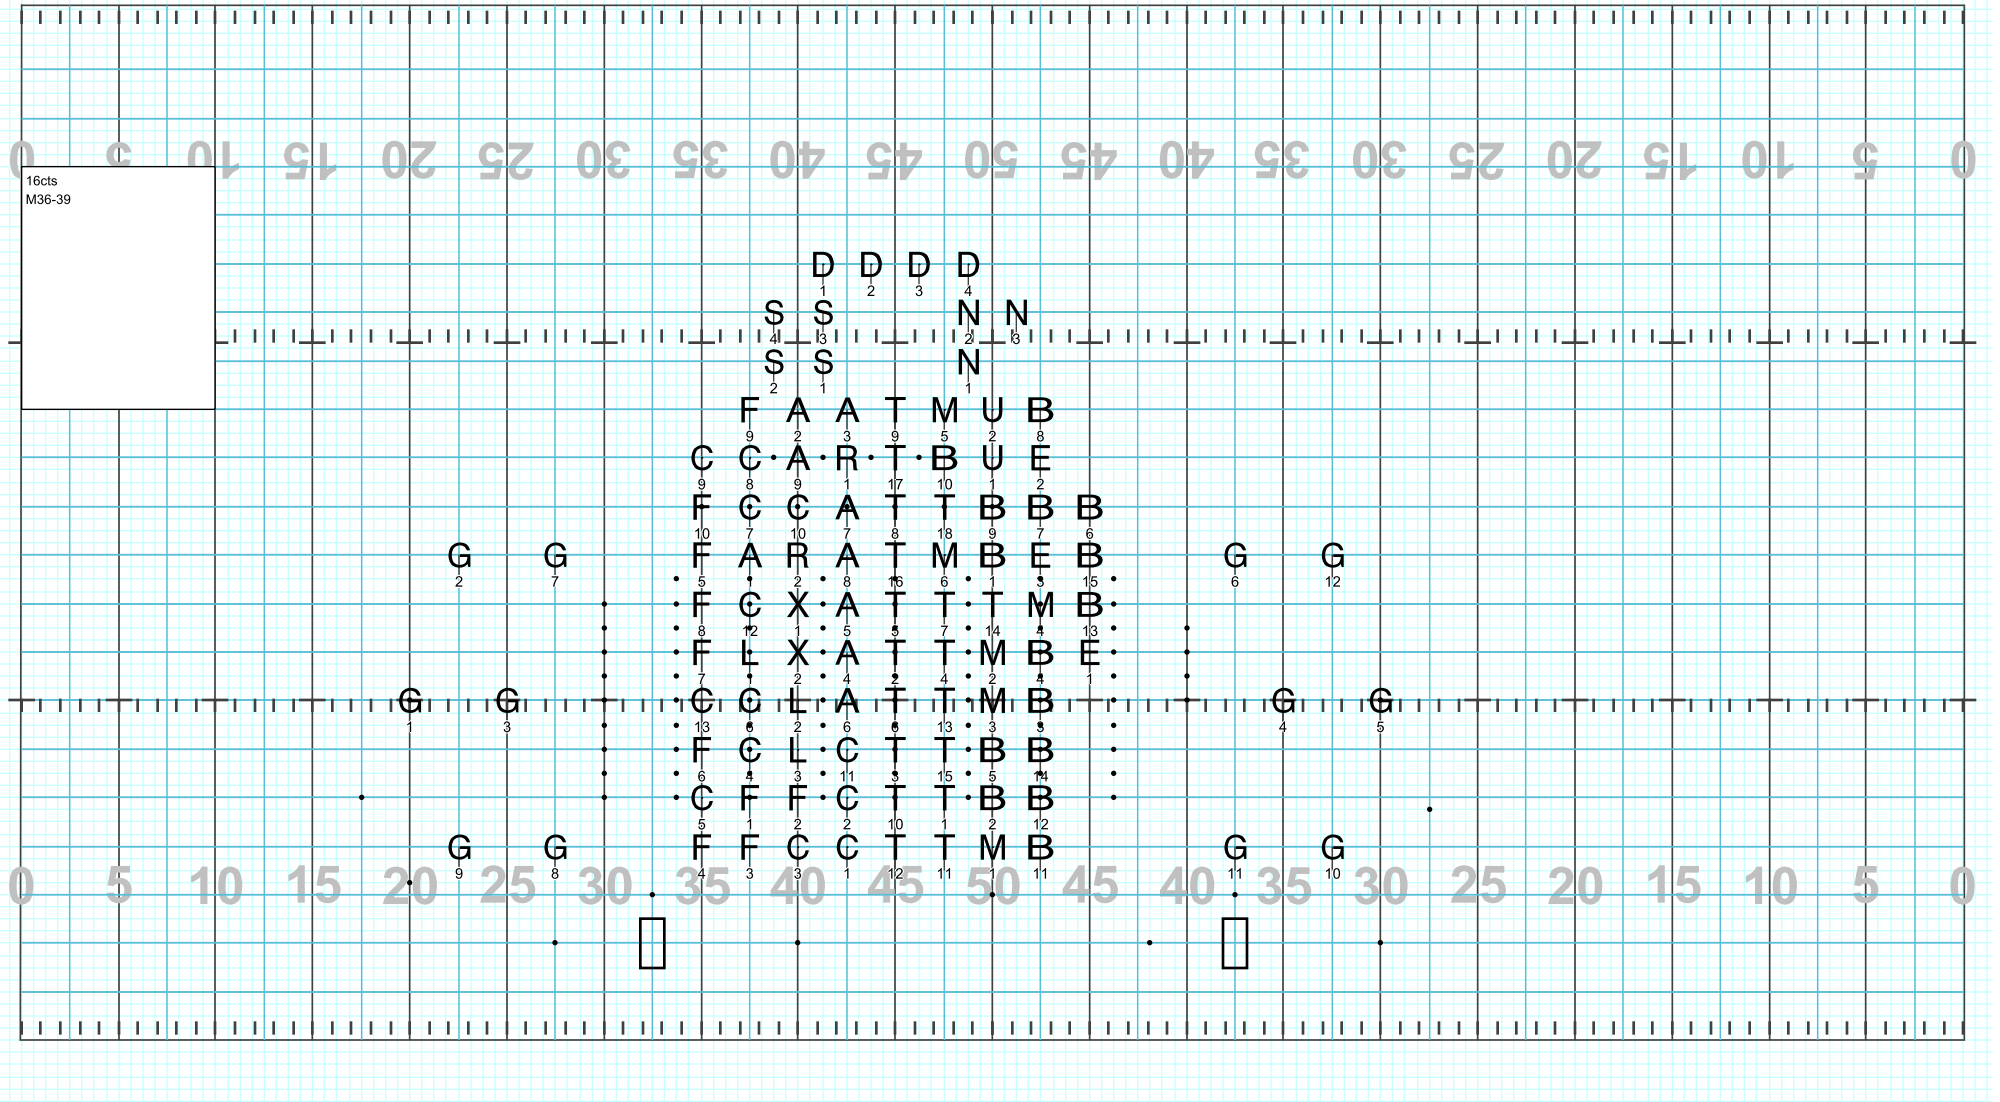 0 5 10 15 20 25 30 35 40 45 50 45 40 35 30 25 20 15 10 5 0
16cts
M36-39
D D D D
1 2 3 4
S S N N
4 3 2 3
S S N
2 1 1
F A A T M U B
9 2 3 9 5 2 8
C C A R T B U E
9 8 9 1 17 10 1 2
F C C A T T B B B
10 7 10 7 8 18 9 7 6
G G F A R A T M B E B G G
2 7 5 1 2 8 16 6 1 3 15 6 12
F C X A T T T M B
8 12 1 5 5 7 14 4 13
F L X A T T M B E
7 1 2 4 2 4 2 4 1
G G C C L A T T M B G G
1 3 13 6 2 6 6 13 3 3 4 5
F C L C T T B B
6 4 3 11 3 15 5 14
C F F C T T B B
5 1 2 2 10 1 2 12
G G F F C C T T M B G G
9 8 4 3 3 1 12 11 1 11 11 10
0 5 10 15 20 25 30 35 40 45 50 45 40 35 30 25 20 15 10 5 0